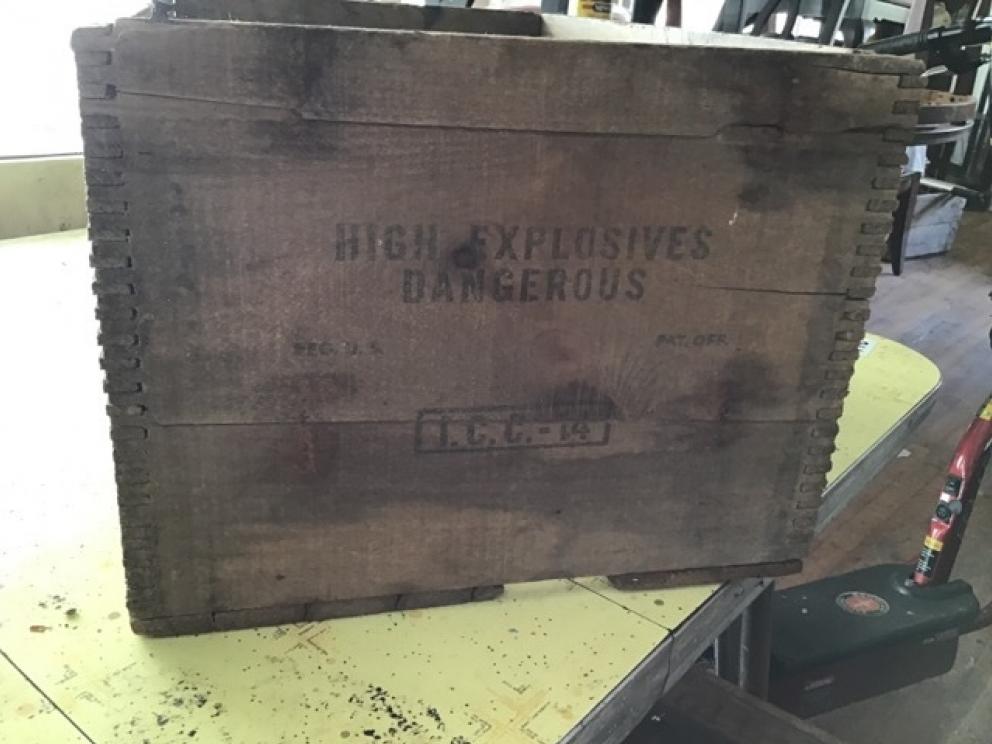 HIGH EXPLOSIVES
DANGEROUS
REG. U. S. PAT. OFF.
I. C. C. - 14